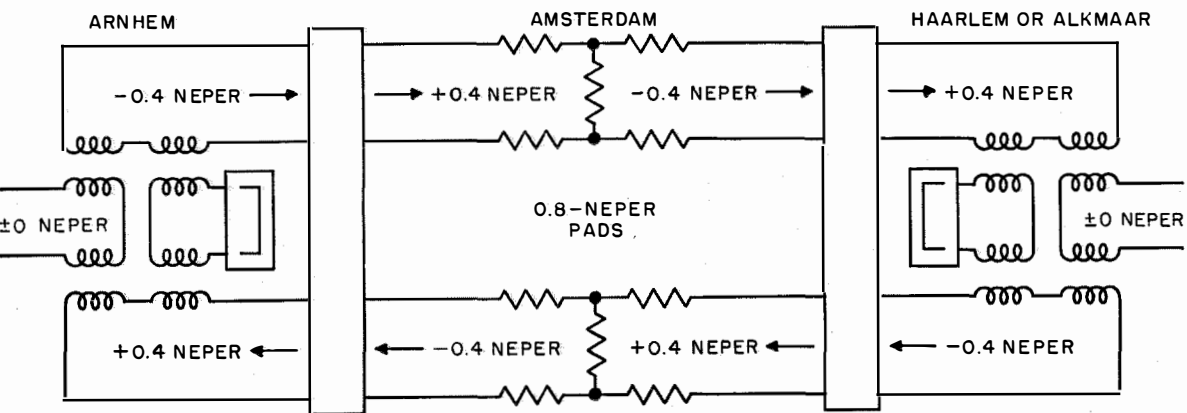 ARNHEM
AMSTERDAM
HAARLEM OR ALKMAAR
-0.4 NEPER
+0.4 NEPER
-0.4 NEPER
+0.4 NEPER
±0 NEPER
0.8-NEPER
PADS
±0 NEPER
+0.4 NEPER
-0.4 NEPER
+0.4 NEPER
-0.4 NEPER